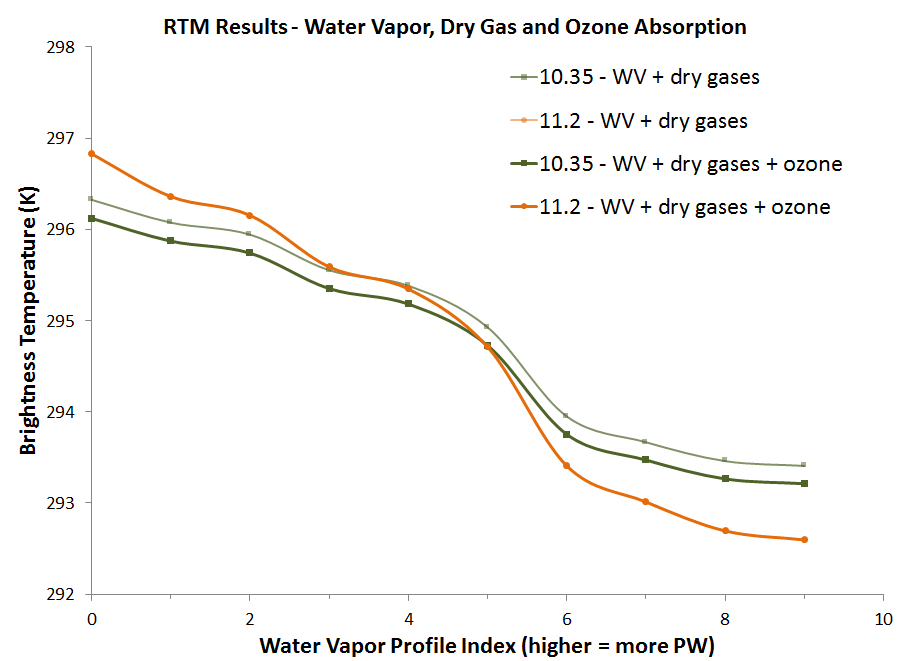 RTM Results - Water Vapor, Dry Gas and Ozone Absorption
298
297
296
295
294
293
292
Brightness Temperature (K)
10.35 - WV + dry gases
11.2 - WV + dry gases
10.35 - WV + dry gases + ozone
11.2 - WV + dry gases + ozone
0 2 4 6 8 10
Water Vapor Profile Index (higher = more PW)